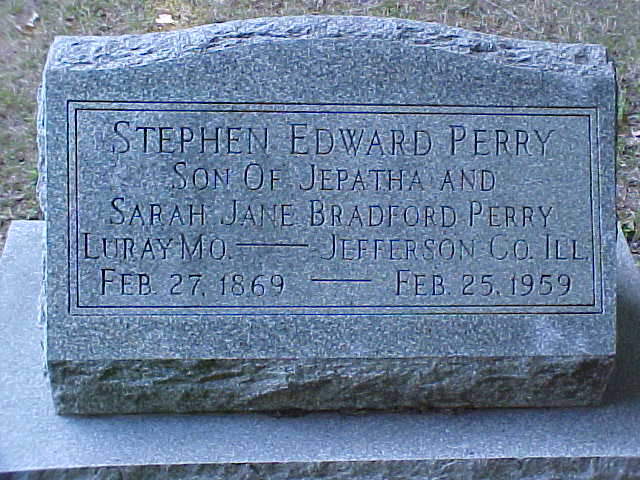 STEPHEN EDWARD PERRY
SON OF JEPATHA AND
SARAH JANE BRADFORD PERRY
LURAY MO. — JEFFERSON CO. ILL.
FEB. 27, 1869 — FEB. 25, 1959